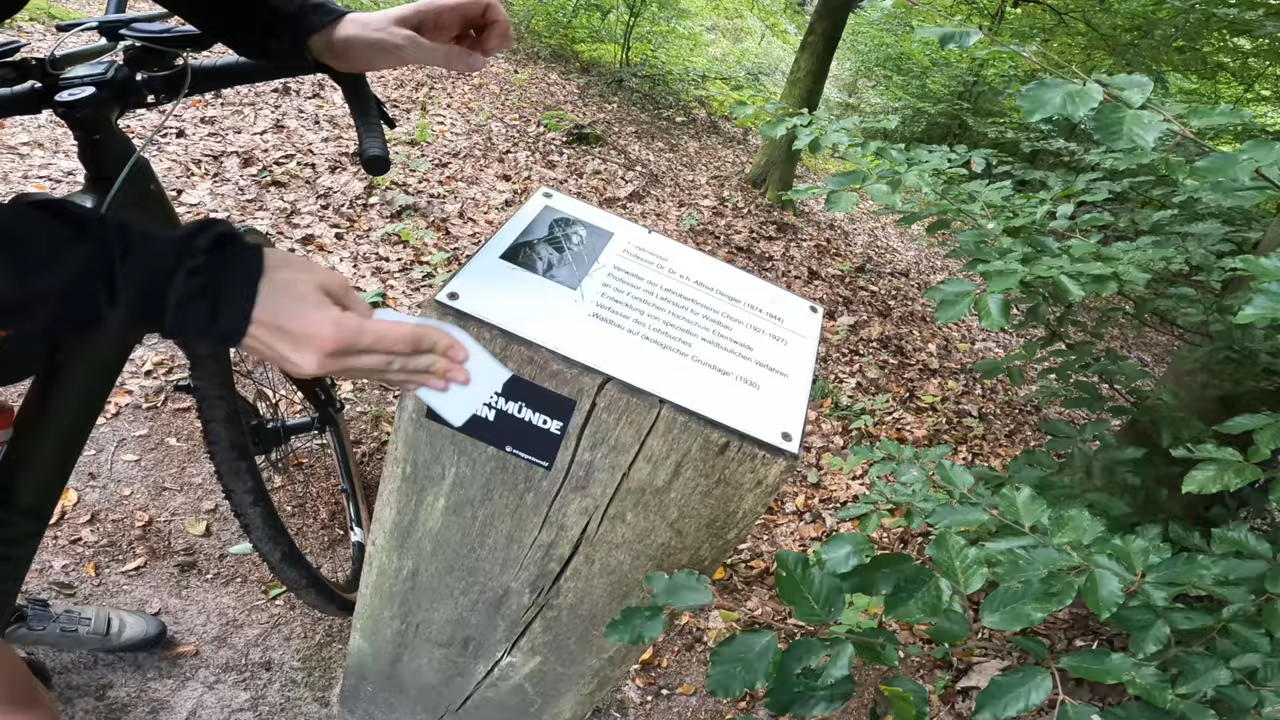 Professor Dr. Dr. e.h. Alfred Dengler (1874-1944)
Verwalter der Lehroberförsterei Chorin (1921-1927)
Professor mit Lehrstuhl für Waldbau
an der Forstlichen Hochschule Eberswalde
Entwicklung von speziellen waldbaulichen Verfahren
Verfasser des Lehrbuches
„Waldbau auf ökologischer Grundlage" (1930)
RMÜNDE
IN